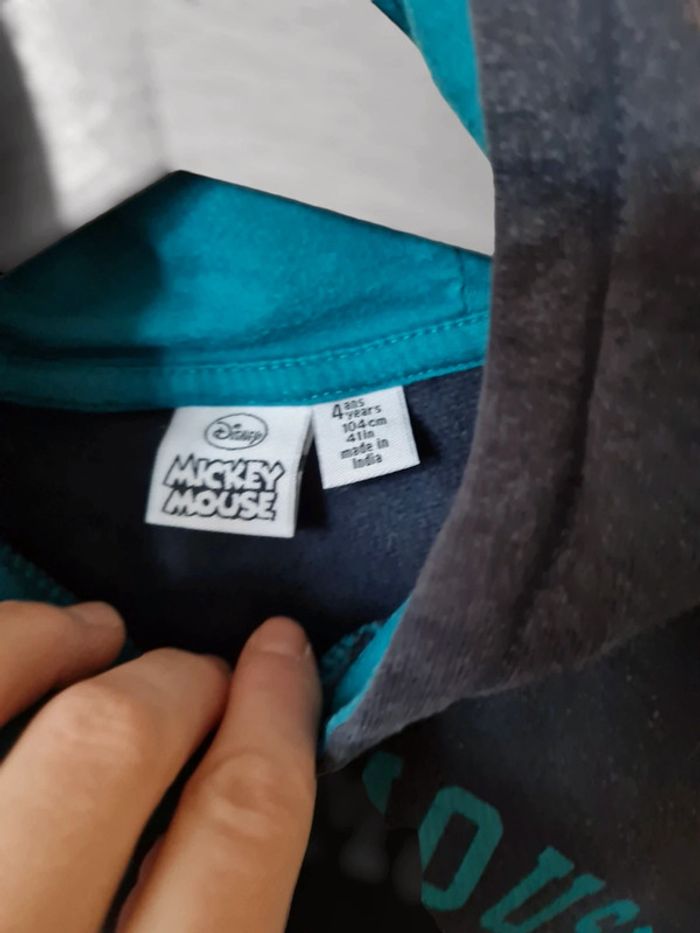 Disney
MICKEY
MOUSE
4 ans
years
104cm
41in
made in
India